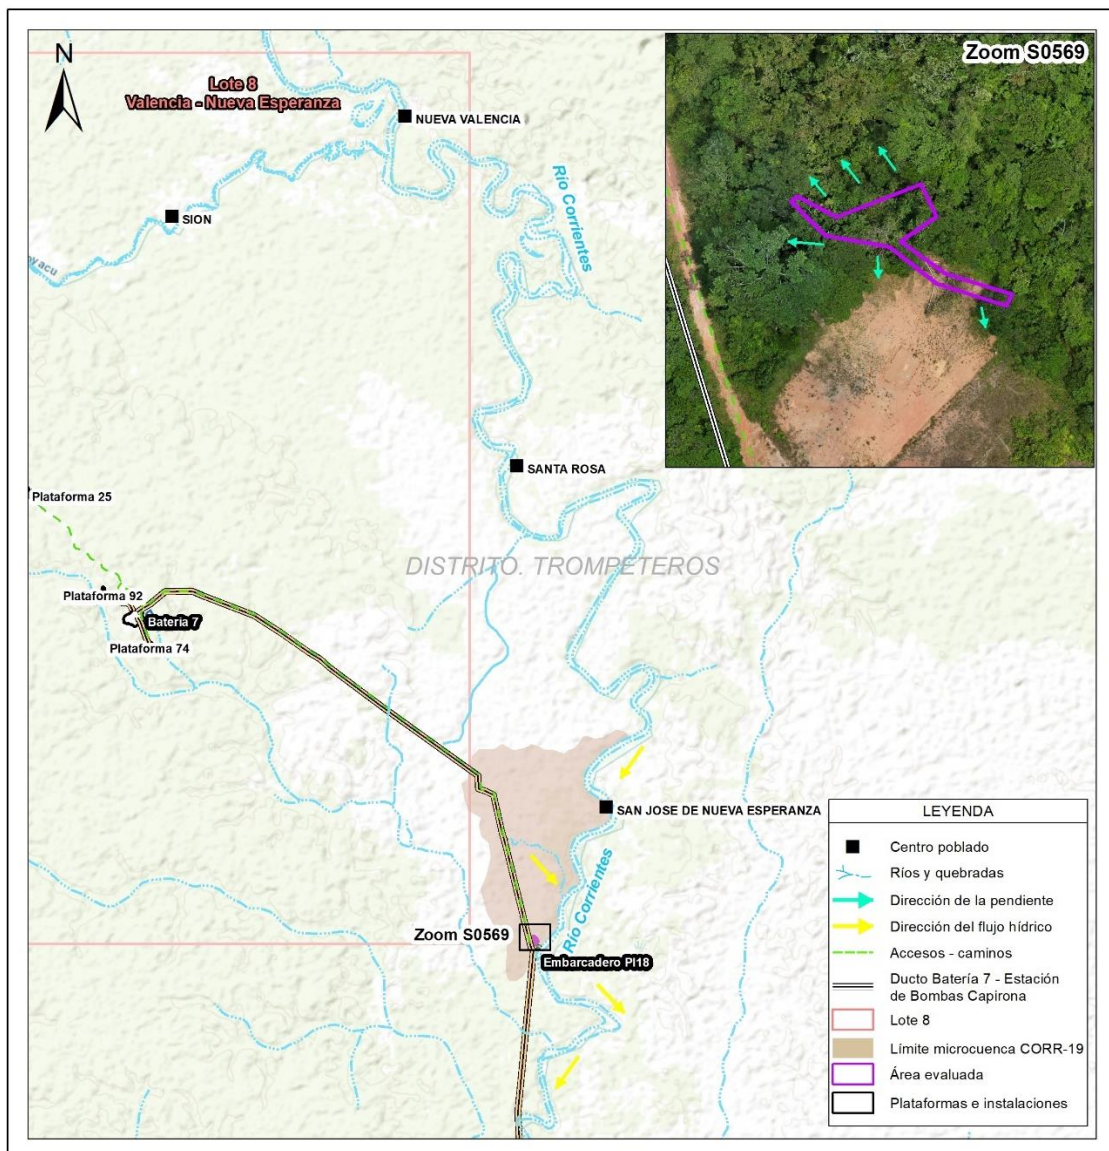 N
Lote 8
Valencia - Nueva Esperanza
Zoom S0569
NUEVA VALENCIA
Río Corrientes
SION
SANTA ROSA
Plataforma 25
DISTRITO. TROMPETEROS
Plataforma 92
Batería 7
Plataforma 74
SAN JOSE DE NUEVA ESPERANZA
Río Corrientes
Zoom S0569
Embarcadero PI18
LEYENDA
Centro poblado
Ríos y quebradas
Dirección de la pendiente
Dirección del flujo hídrico
Accesos - caminos
Ducto Batería 7 - Estación
de Bombas Capirona
Lote 8
Límite microcuenca CORR-19
Área evaluada
Plataformas e instalaciones